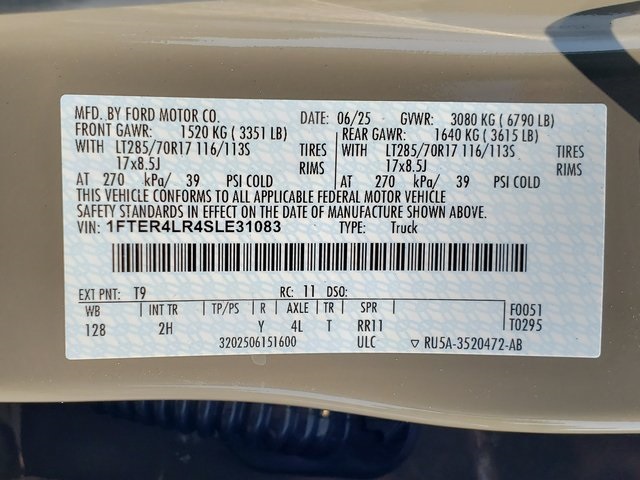 MFD. BY FORD MOTOR CO. DATE: 06/25 GVWR: 3080 KG ( 6790 LB)
FRONT GAWR: 1520 KG ( 3351 LB) REAR GAWR: 1640 KG ( 3615 LB)
WITH LT285/70R17 116/113S TIRES WITH LT285/70R17 116/113S TIRES
17x8.5J RIMS 17x8.5J RIMS
AT 270 kPa/ 39 PSI COLD AT 270 kPa/ 39 PSI COLD
THIS VEHICLE CONFORMS TO ALL APPLICABLE FEDERAL MOTOR VEHICLE
SAFETY STANDARDS IN EFFECT ON THE DATE OF MANUFACTURE SHOWN ABOVE.
VIN: 1FTER4LR4SLE31083 TYPE: Truck
EXT PNT: T9 RC: 11 DSO:
WB INT TR TP/PS R AXLE TR SPR F0051
128 2H Y 4L T RR11 T0295
3202506151600 ULC ▽ RU5A-3520472-AB